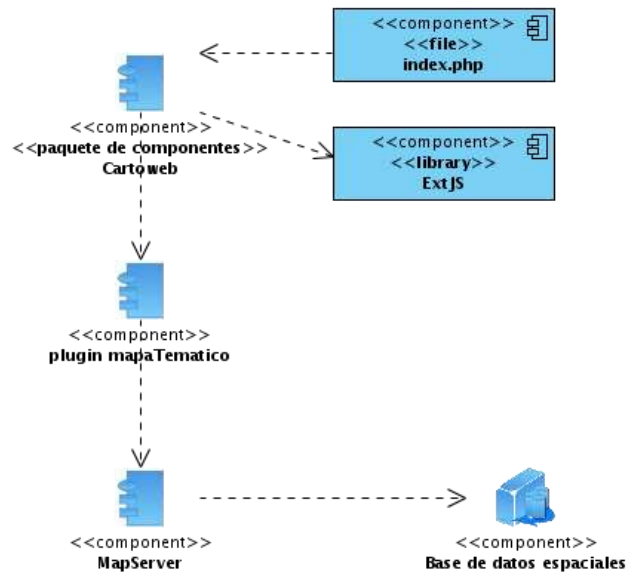 <<component>>
<<file>>
index.php
<<component>>
<<paquete de componentes>>
Cartoweb
<<component>>
<<library>>
ExtJS
<<component>>
plugin mapaTematico
<<component>>
MapServer
<<component>>
Base de datos espaciales